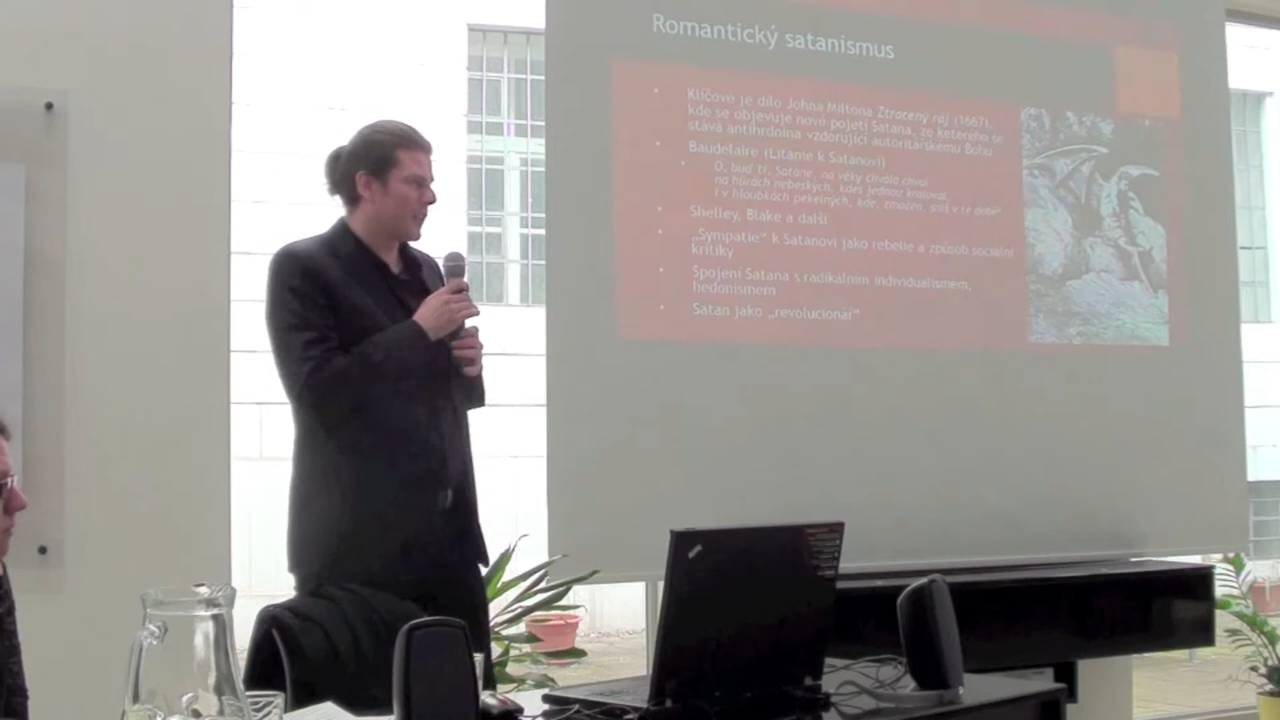 Romantický satanismus
Klíčové je dílo Johna Miltona Ztracený ráj (1667),
kde se objevuje nové pojetí Satana, ze kterého se
stává antihrdina vzdorující autoritářskému Bohu
Baudelaire (Litanie k Satanovi)
Ó, buď ti, Satane, na věky chvála chval
na hůrách nebeských, kdes jednou kraloval,
i v hloubkách pekelných, kde, zmožen, sníš v té době!"
Shelley, Blake a další
„Sympatie" k Satanovi jako rebelie a způsob sociální
kritiky
Spojení Satana s radikálním individualismem,
hedonismem
Satan jako „revolucionář"